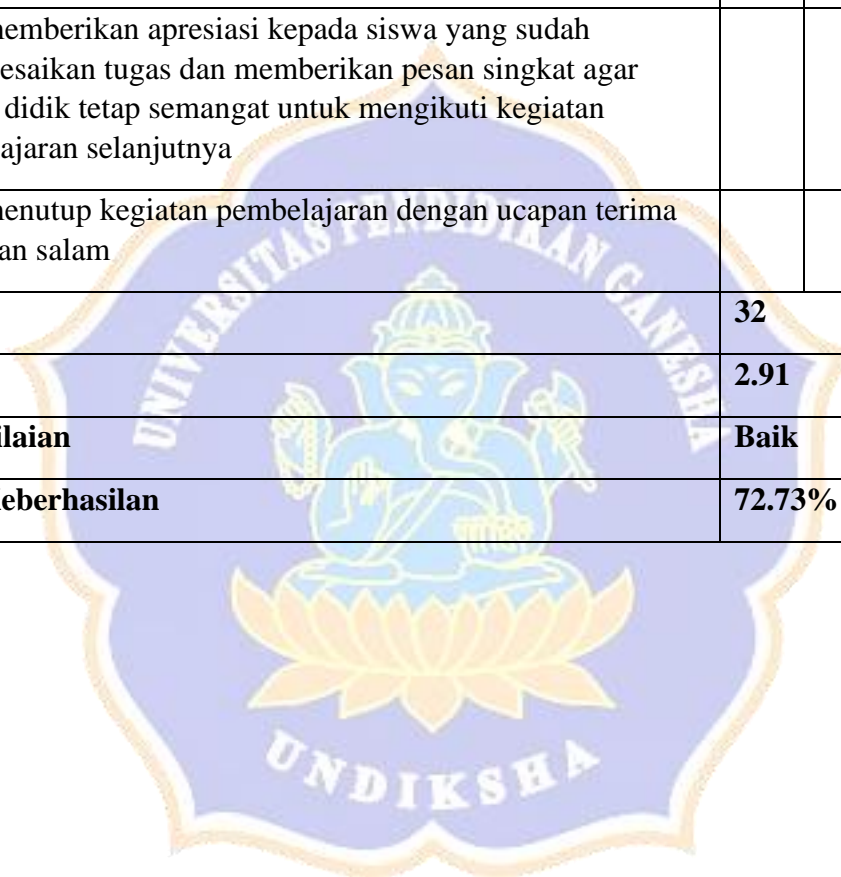 memberikan apresiasi kepada siswa yang sudah
esaikan tugas dan memberikan pesan singkat agar
didik tetap semangat untuk mengikuti kegiatan
ajaran selanjutnya
menutup kegiatan pembelajaran dengan ucapan terima
an salam
32
2.91
ilaian
Baik
eberhasilan
72.73%
UNIVERSITAS PENDIDIKAN GANESHA
UNDIKSHA